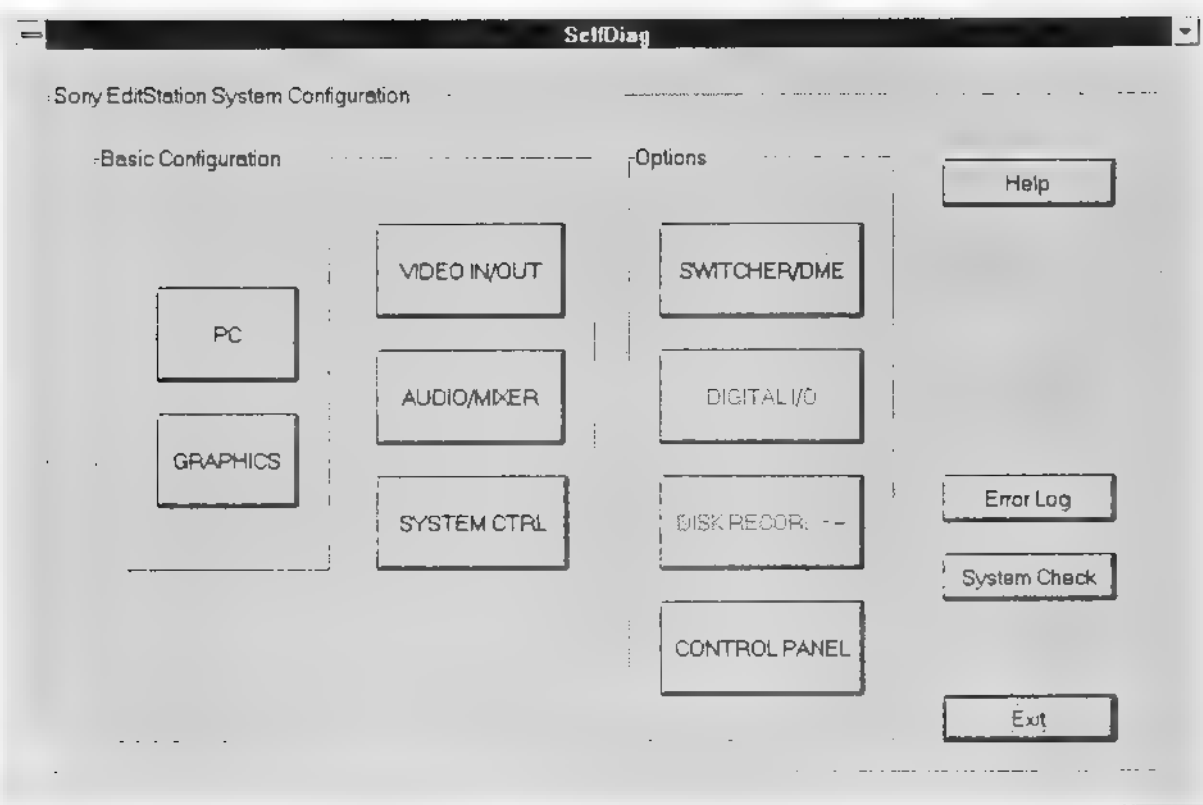 SelfDiag
Sony EditStation System Configuration
Basic Configuration
Options
Help
VIDEO IN/OUT
SWITCHER/DME
PC
AUDIO/MIXER
DIGITAL I/O
GRAPHICS
SYSTEM CTRL
DISK
Error Log
System Check
CONTROL PANEL
Exit